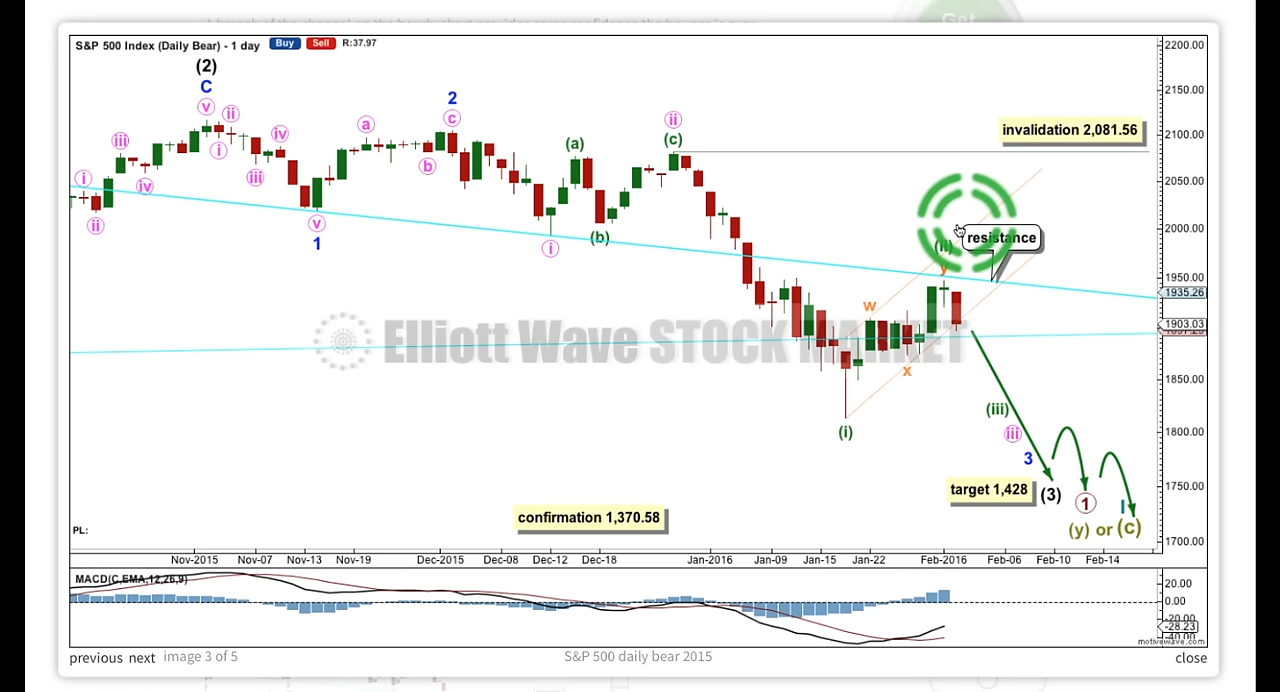 Get
S&P 500 Index (Daily Bear) - 1 day Buy Sell R:37.97
(2)
C
v ii
iii iv
i
i iv iii
ii
v
1
2
c
a
b
(a)
i
(b)
ii
(c)
invalidation 2,081.56
(ii)
y
resistance
w
x
(i)
Elliott Wave STOCK MARKET
(iii)
iii
3
target 1,428
(3)
1
I
(y) or (c)
confirmation 1,370.58
PL:
2200.00
2150.00
2100.00
2050.00
2000.00
1950.00
1935.26
1903.03
1850.00
1800.00
1750.00
1700.00
Nov-2015 Nov-07 Nov-13 Nov-19 Dec-2015 Dec-08 Dec-12 Dec-18 Jan-2016 Jan-09 Jan-15 Jan-22 Feb-2016 Feb-06 Feb-10 Feb-14
MACD(C,EMA,12,26,9)
20.00
0.00
-20.00
-28.23
-40.00
motivewave.com
previous next image 3 of 5 S&P 500 daily bear 2015 close